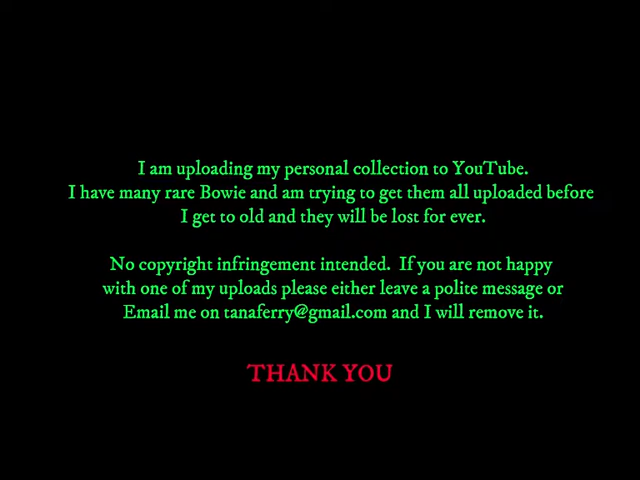 I am uploading my personal collection to YouTube.
I have many rare Bowie and am trying to get them all uploaded before
I get to old and they will be lost for ever.
No copyright infringement intended.  If you are not happy
with one of my uploads please either leave a polite message or
Email me on tanaferry@gmail.com and I will remove it.
THANK YOU